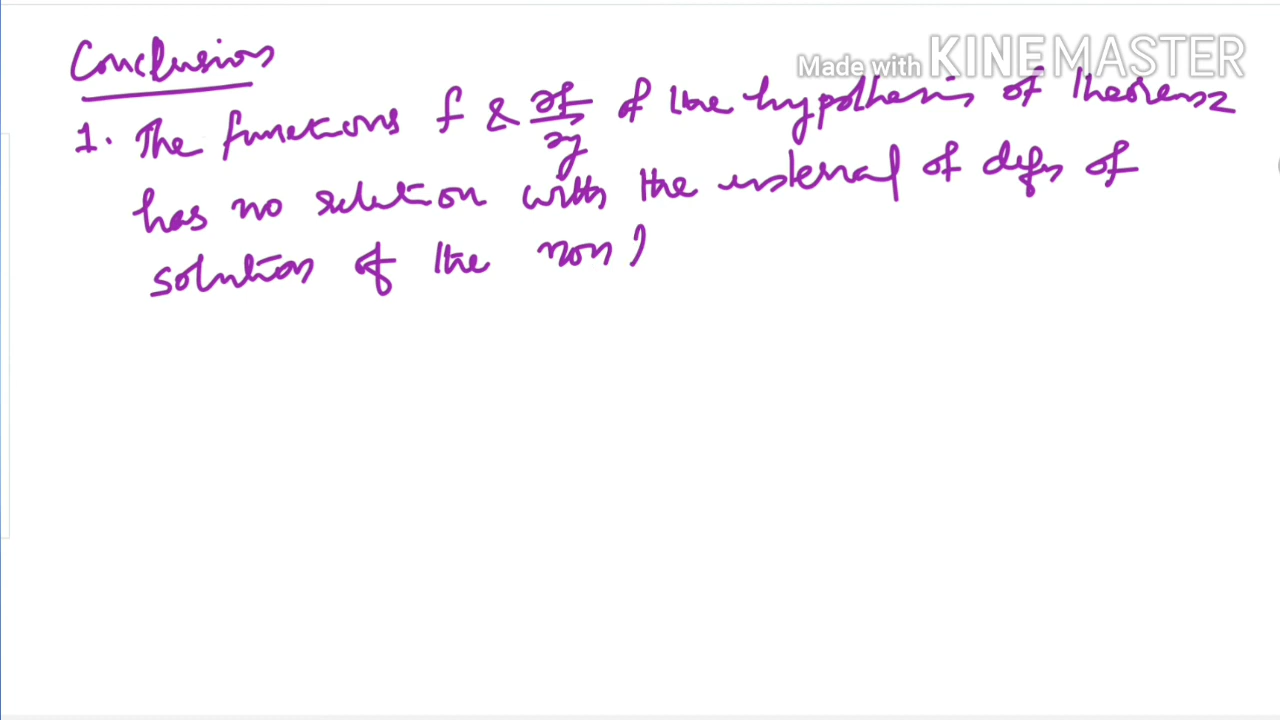 Conclusion
Made with KINEMASTER
1. The functions f & ∂f/∂y of the hypothesis of theorem 2
has no solution with the interval of defn of
solution of the non